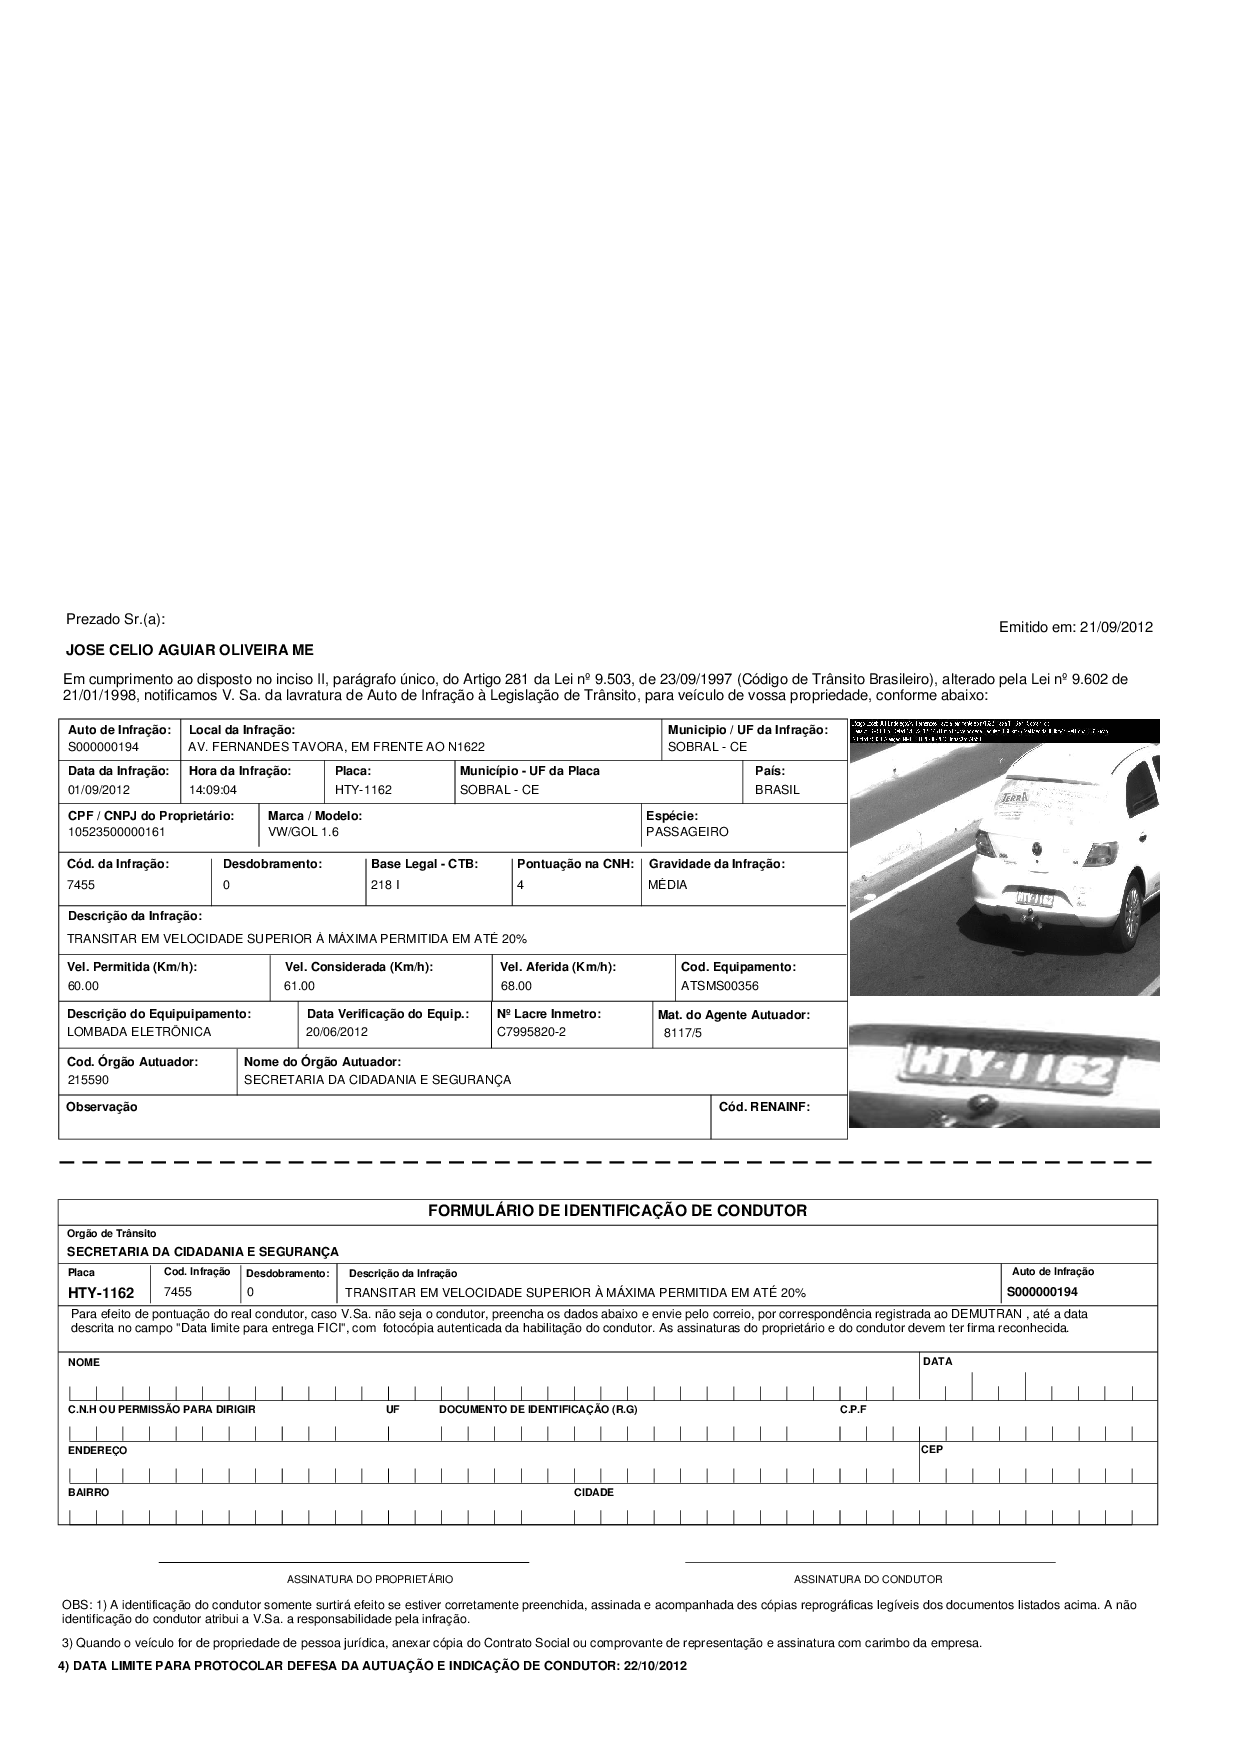 Prezado Sr.(a):
Emitido em: 21/09/2012
JOSE CELIO AGUIAR OLIVEIRA ME
Em cumprimento ao disposto no inciso II, parágrafo único, do Artigo 281 da Lei nº 9.503, de 23/09/1997 (Código de Trânsito Brasileiro), alterado pela Lei nº 9.602 de
21/01/1998, notificamos V. Sa. da lavratura de Auto de Infração à Legislação de Trânsito, para veículo de vossa propriedade, conforme abaixo:
Auto de Infração: Local da Infração: Municipio / UF da Infração:
S000000194 AV. FERNANDES TAVORA, EM FRENTE AO N1622 SOBRAL - CE
Data da Infração: Hora da Infração: Placa: Município - UF da Placa País:
01/09/2012 14:09:04 HTY-1162 SOBRAL - CE BRASIL
CPF / CNPJ do Proprietário: Marca / Modelo: Espécie:
10523500000161 VW/GOL 1.6 PASSAGEIRO
Cód. da Infração: Desdobramento: Base Legal - CTB: Pontuação na CNH: Gravidade da Infração:
7455 0 218 I 4 MÉDIA
Descrição da Infração:
TRANSITAR EM VELOCIDADE SUPERIOR À MÁXIMA PERMITIDA EM ATÉ 20%
Vel. Permitida (Km/h): Vel. Considerada (Km/h): Vel. Aferida (Km/h): Cod. Equipamento:
60.00 61.00 68.00 ATSMS00356
Descrição do Equipuipamento: Data Verificação do Equip.: Nº Lacre Inmetro: Mat. do Agente Autuador:
LOMBADA ELETRÔNICA 20/06/2012 C7995820-2 8117/5
Cod. Órgão Autuador: Nome do Órgão Autuador:
215590 SECRETARIA DA CIDADANIA E SEGURANÇA
Observação Cód. RENAINF:
TERRA
HTY-1162
FORMULÁRIO DE IDENTIFICAÇÃO DE CONDUTOR
Orgão de Trânsito
SECRETARIA DA CIDADANIA E SEGURANÇA
Placa Cod. Infração Desdobramento: Descrição da Infração Auto de Infração
HTY-1162 7455 0 TRANSITAR EM VELOCIDADE SUPERIOR À MÁXIMA PERMITIDA EM ATÉ 20% S000000194
Para efeito de pontuação do real condutor, caso V.Sa. não seja o condutor, preencha os dados abaixo e envie pelo correio, por correspondência registrada ao DEMUTRAN , até a data
descrita no campo "Data limite para entrega FICI", com fotocópia autenticada da habilitação do condutor. As assinaturas do proprietário e do condutor devem ter firma reconhecida.
NOME DATA
C.N.H OU PERMISSÃO PARA DIRIGIR UF DOCUMENTO DE IDENTIFICAÇÃO (R.G) C.P.F
ENDEREÇO CEP
BAIRRO CIDADE
ASSINATURA DO PROPRIETÁRIO ASSINATURA DO CONDUTOR
OBS: 1) A identificação do condutor somente surtirá efeito se estiver corretamente preenchida, assinada e acompanhada des cópias reprográficas legíveis dos documentos listados acima. A não
identificação do condutor atribui a V.Sa. a responsabilidade pela infração.
3) Quando o veículo for de propriedade de pessoa jurídica, anexar cópia do Contrato Social ou comprovante de representação e assinatura com carimbo da empresa.
4) DATA LIMITE PARA PROTOCOLAR DEFESA DA AUTUAÇÃO E INDICAÇÃO DE CONDUTOR: 22/10/2012